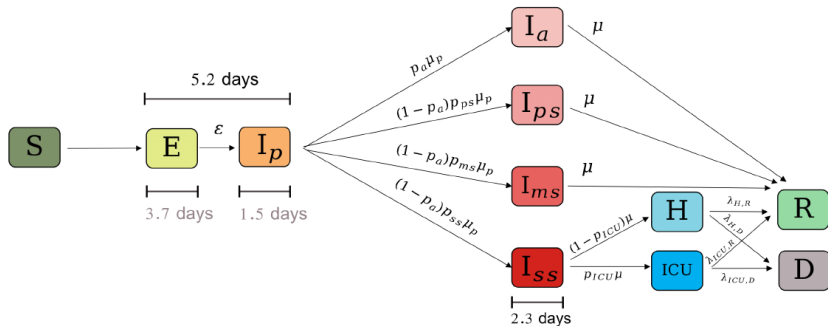 I_a
μ
p_a μ_p
5.2 days
I_ps
μ
(1−p_a)p_ps μ_p
S
E
ε
I_p
(1−p_a)p_ms μ_p
I_ms
μ
(1−p_a)p_ss μ_p
3.7 days
1.5 days
H
λ_H,R
R
λ_H,D
(1−p_ICU)μ
λ_ICU,R
I_ss
p_ICU μ
ICU
λ_ICU,D
D
2.3 days